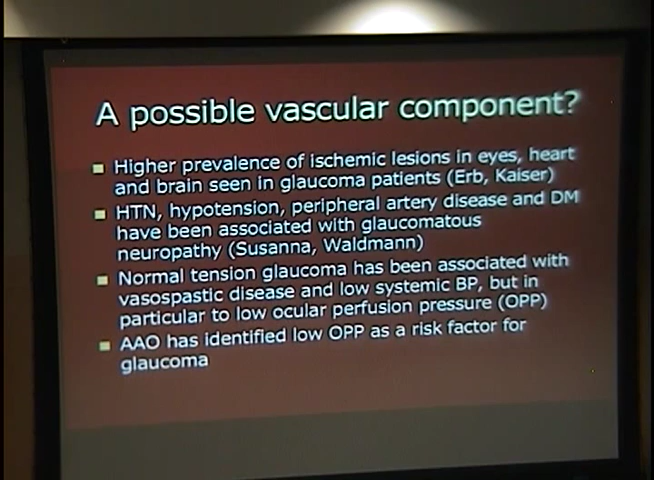 A possible vascular component?
Higher prevalence of ischemic lesions in eyes, heart
and brain seen in glaucoma patients (Erb, Kaiser)
HTN, hypotension, peripheral artery disease and DM
have been associated with glaucomatous
neuropathy (Susanna, Waldmann)
Normal tension glaucoma has been associated with
vasospastic disease and low systemic BP, but in
particular to low ocular perfusion pressure (OPP)
AAO has identified low OPP as a risk factor for
glaucoma